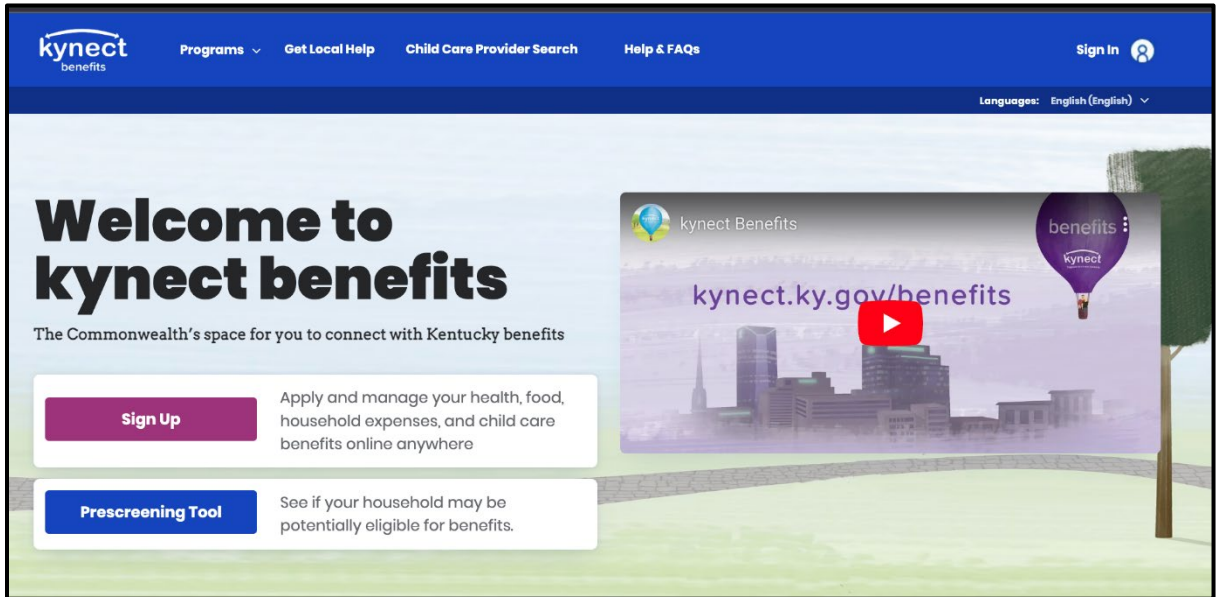 kynect
benefits
Programs
Get Local Help
Child Care Provider Search
Help & FAQs
Sign In
Languages: English (English)
Welcome to
kynect benefits
The Commonwealth's space for you to connect with Kentucky benefits
Sign Up
Apply and manage your health, food,
household expenses, and child care
benefits online anywhere
Prescreening Tool
See if your household may be
potentially eligible for benefits.
kynect Benefits
benefits
kynect
kynect.ky.gov/benefits